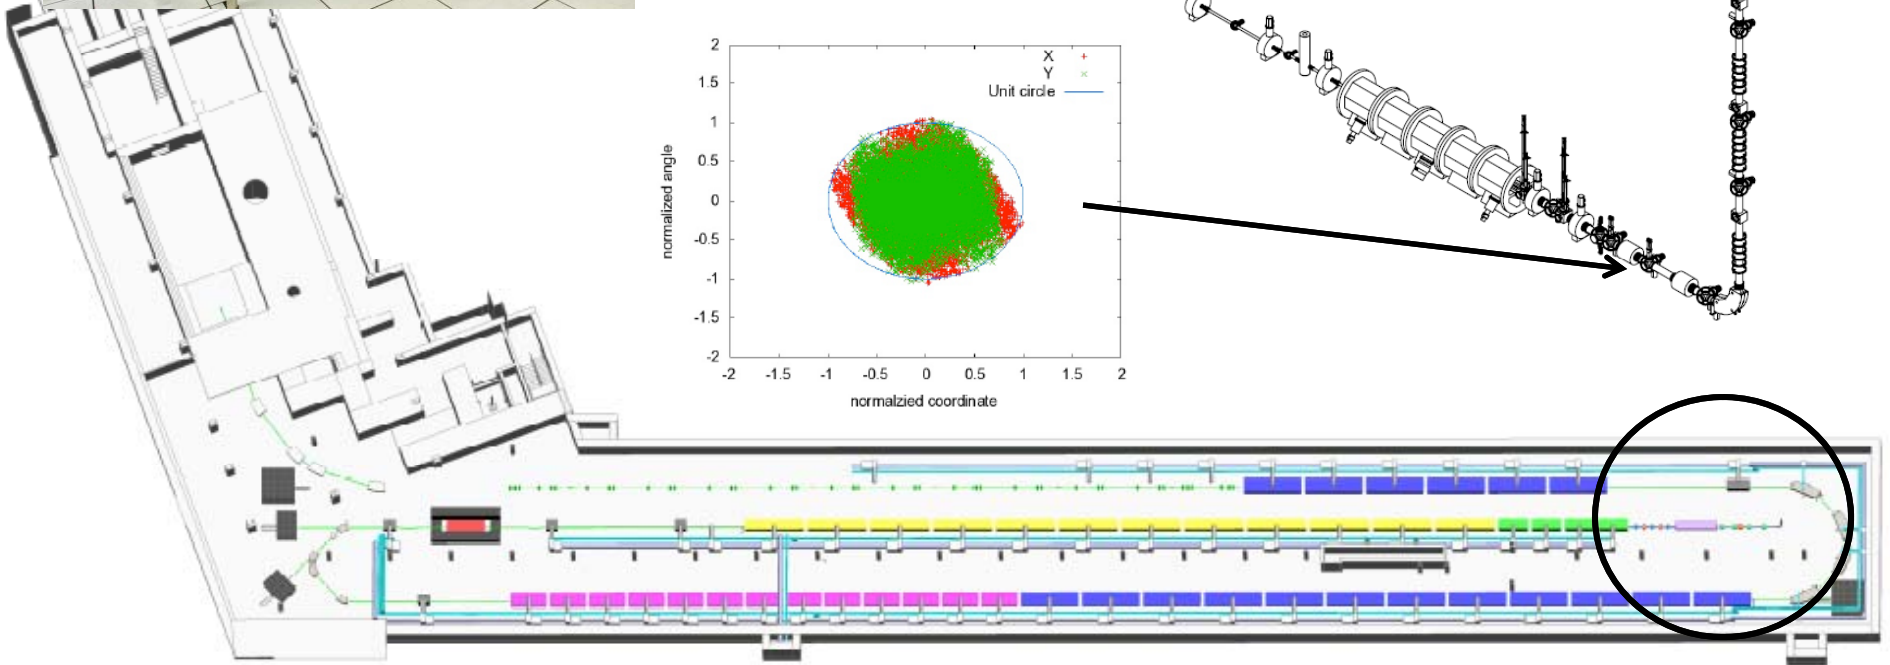 X
Y
Unit circle
2
1.5
1
0.5
0
-0.5
-1
-1.5
-2
normalized angle
-2 -1.5 -1 -0.5 0 0.5 1 1.5 2
normalzied coordinate